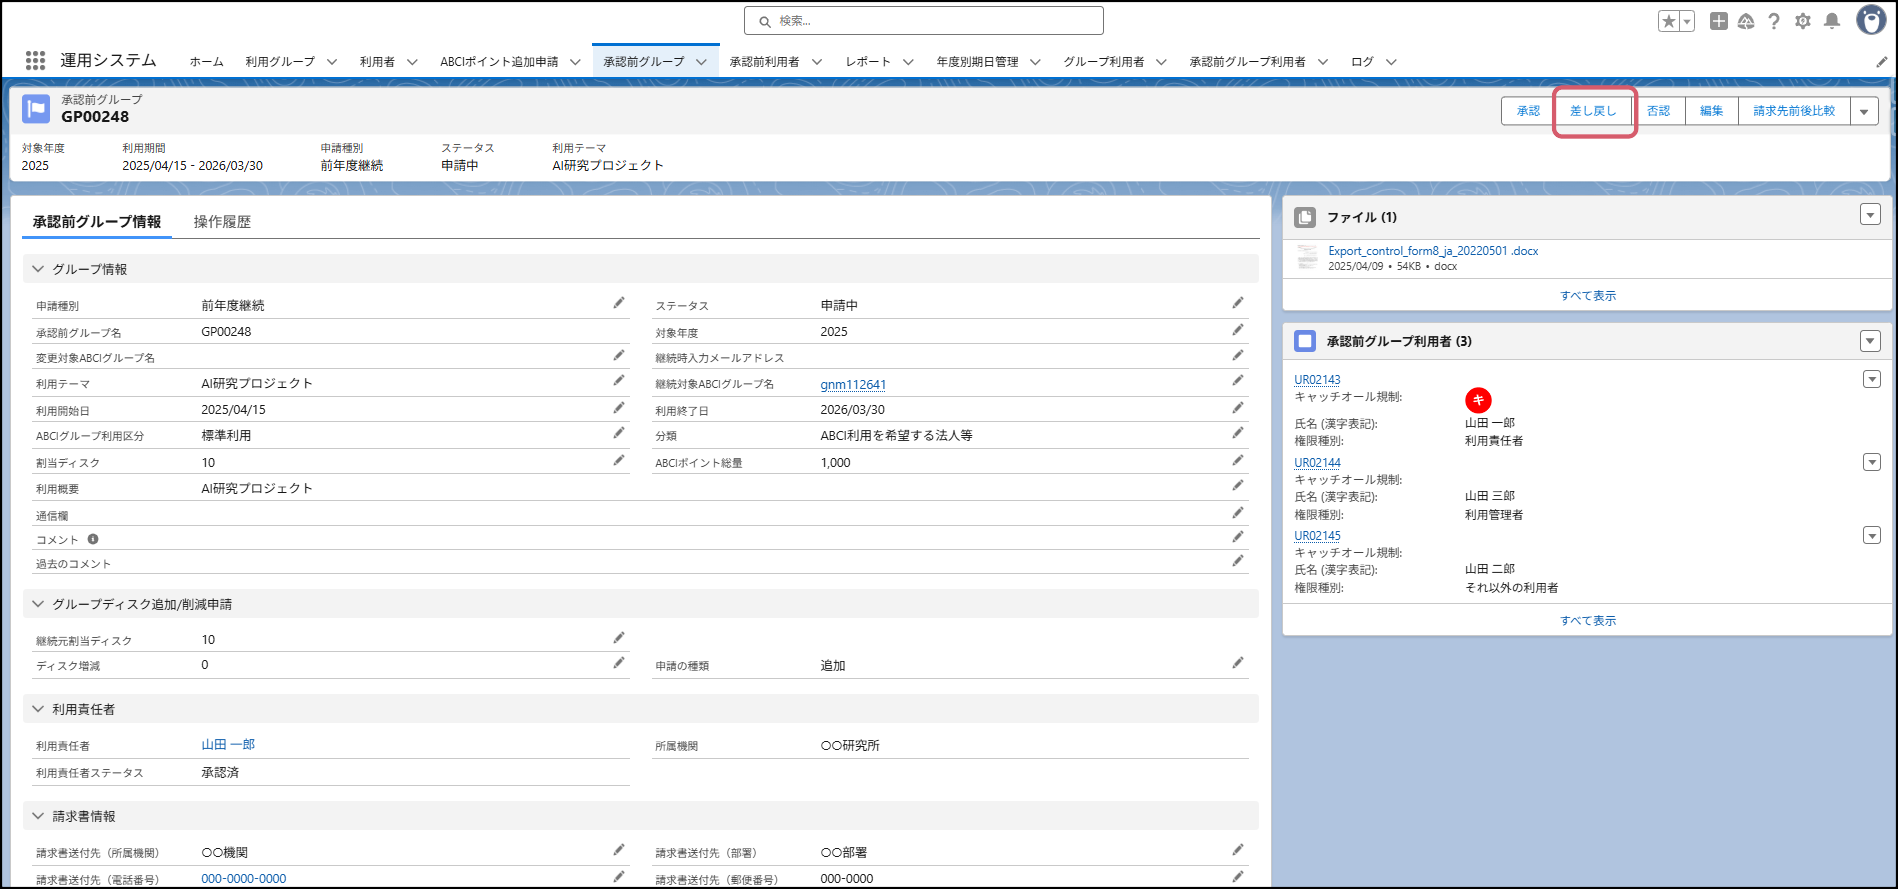 検索...
運用システム
ホーム
利用グループ
利用者
ABCIポイント追加申請
承認前グループ
承認前利用者
レポート
年度別期日管理
グループ利用者
承認前グループ利用者
ログ
承認前グループ
GP00248
承認
差し戻し
否認
編集
請求先前後比較
対象年度
利用期間
申請種別
ステータス
利用テーマ
2025
2025/04/15 - 2026/03/30
前年度継続
申請中
AI研究プロジェクト
承認前グループ情報
操作履歴
グループ情報
申請種別 前年度継続
ステータス 申請中
承認前グループ名 GP00248
対象年度 2025
変更対象ABCIグループ名
継続時入力メールアドレス
利用テーマ AI研究プロジェクト
継続対象ABCIグループ名 gnm112641
利用開始日 2025/04/15
利用終了日 2026/03/30
ABCIグループ利用区分 標準利用
分類 ABCI利用を希望する法人等
割当ディスク 10
ABCIポイント総量 1,000
利用概要 AI研究プロジェクト
通信欄
コメント
過去のコメント
グループディスク追加/削減申請
継続元割当ディスク 10
ディスク増減 0
申請の種類 追加
利用責任者
利用責任者 山田 一郎
所属機関 〇〇研究所
利用責任者ステータス 承認済
請求書情報
請求書送付先（所属機関） 〇〇機関
請求書送付先（部署） 〇〇部署
請求書送付先（電話番号） 000-0000-0000
請求書送付先（郵便番号） 000-0000
ファイル (1)
Export_control_form8_ja_20220501 .docx
2025/04/09 • 54KB • docx
すべて表示
承認前グループ利用者 (3)
UR02143
キャッチオール規制: キ
氏名 (漢字表記): 山田 一郎
権限種別: 利用責任者
UR02144
キャッチオール規制:
氏名 (漢字表記): 山田 三郎
権限種別: 利用管理者
UR02145
キャッチオール規制:
氏名 (漢字表記): 山田 二郎
権限種別: それ以外の利用者
すべて表示